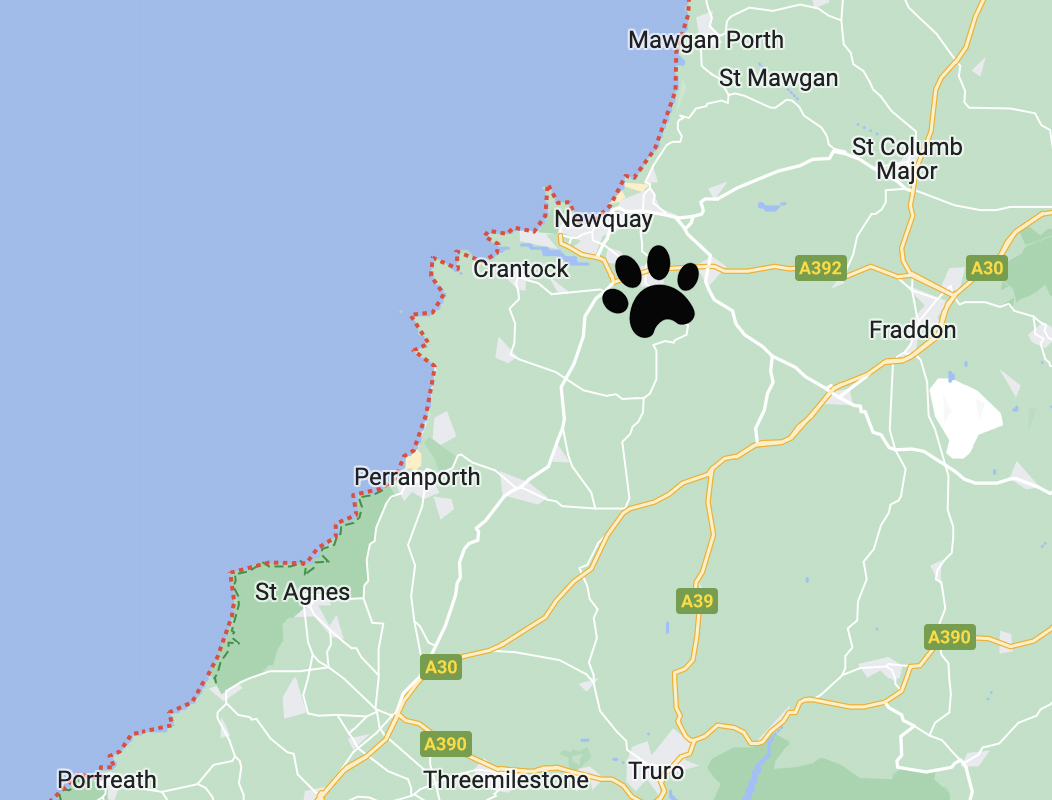 Mawgan Porth
St Mawgan
St Columb
Major
Newquay
Crantock
A392
A30
Fraddon
Perranporth
St Agnes
A39
A390
A30
A390
Portreath
Threemilestone
Truro